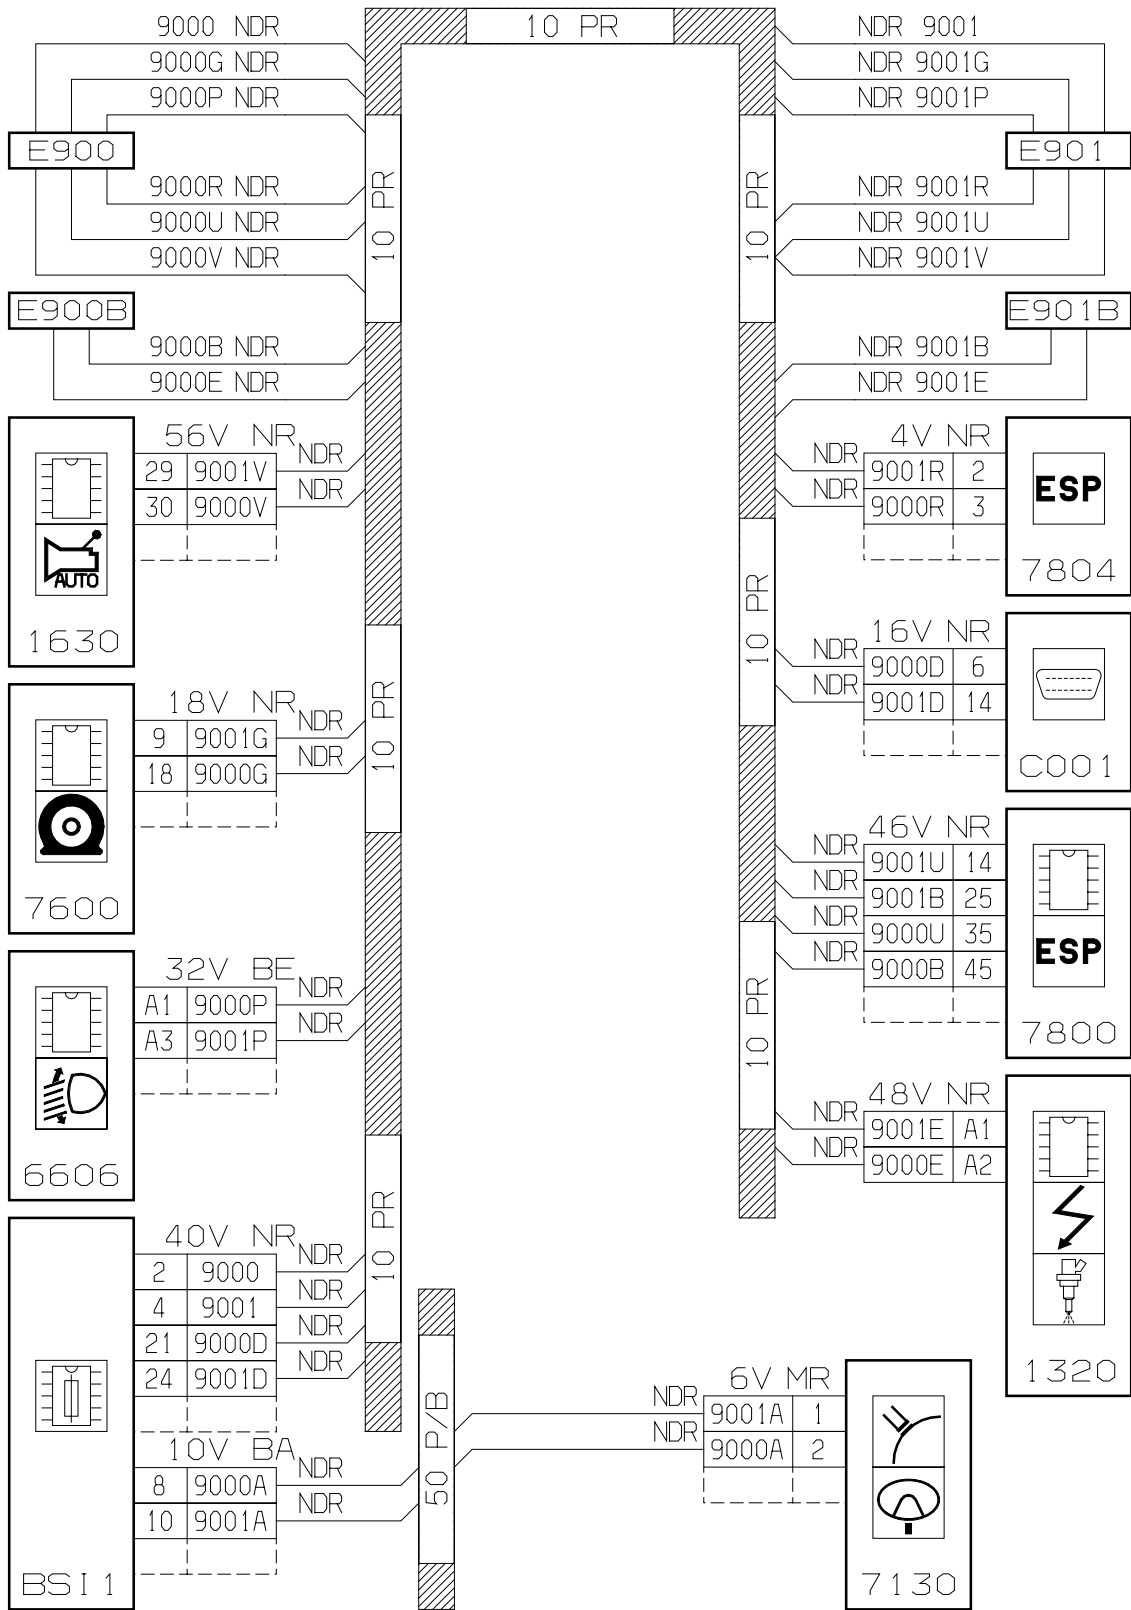 9000 NDR
10 PR
NDR 9001
9000G NDR
NDR 9001G
9000P NDR
NDR 9001P
E900
E901
9000R NDR
10 PR
10 PR
NDR 9001R
9000U NDR
NDR 9001U
9000V NDR
NDR 9001V
E900B
E901B
9000B NDR
NDR 9001B
9000E NDR
NDR 9001E
56V NR
NDR
29 9001V
NDR
30 9000V
AUTO
1630
4V NR
NDR
9001R 2
NDR
9000R 3
ESP
7804
10 PR
16V NR
NDR
9000D 6
NDR
9001D 14
C001
18V NR
NDR
9 9001G
NDR
18 9000G
7600
10 PR
46V NR
NDR
9001U 14
NDR
9001B 25
NDR
9000U 35
NDR
9000B 45
ESP
7800
32V BE
NDR
A1 9000P
NDR
A3 9001P
6606
10 PR
48V NR
NDR
9001E A1
NDR
9000E A2
1320
40V NR
NDR
2 9000
NDR
4 9001
NDR
21 9000D
NDR
24 9001D
10 PR
10V BA
NDR
8 9000A
NDR
10 9001A
BSI1
50 P/B
6V MR
NDR
9001A 1
NDR
9000A 2
7130